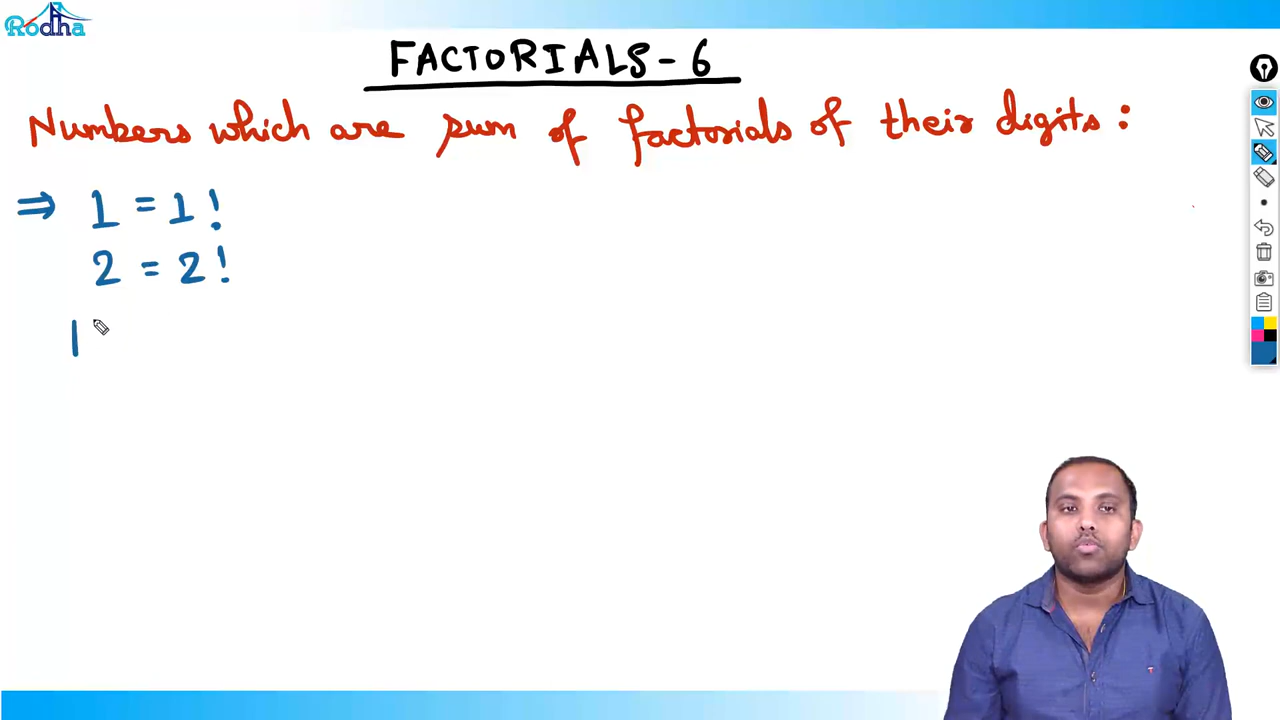 Rodha
FACTORIALS - 6
Numbers which are sum of factorials of their digits :
⇒ 1 = 1!
2 = 2!
1